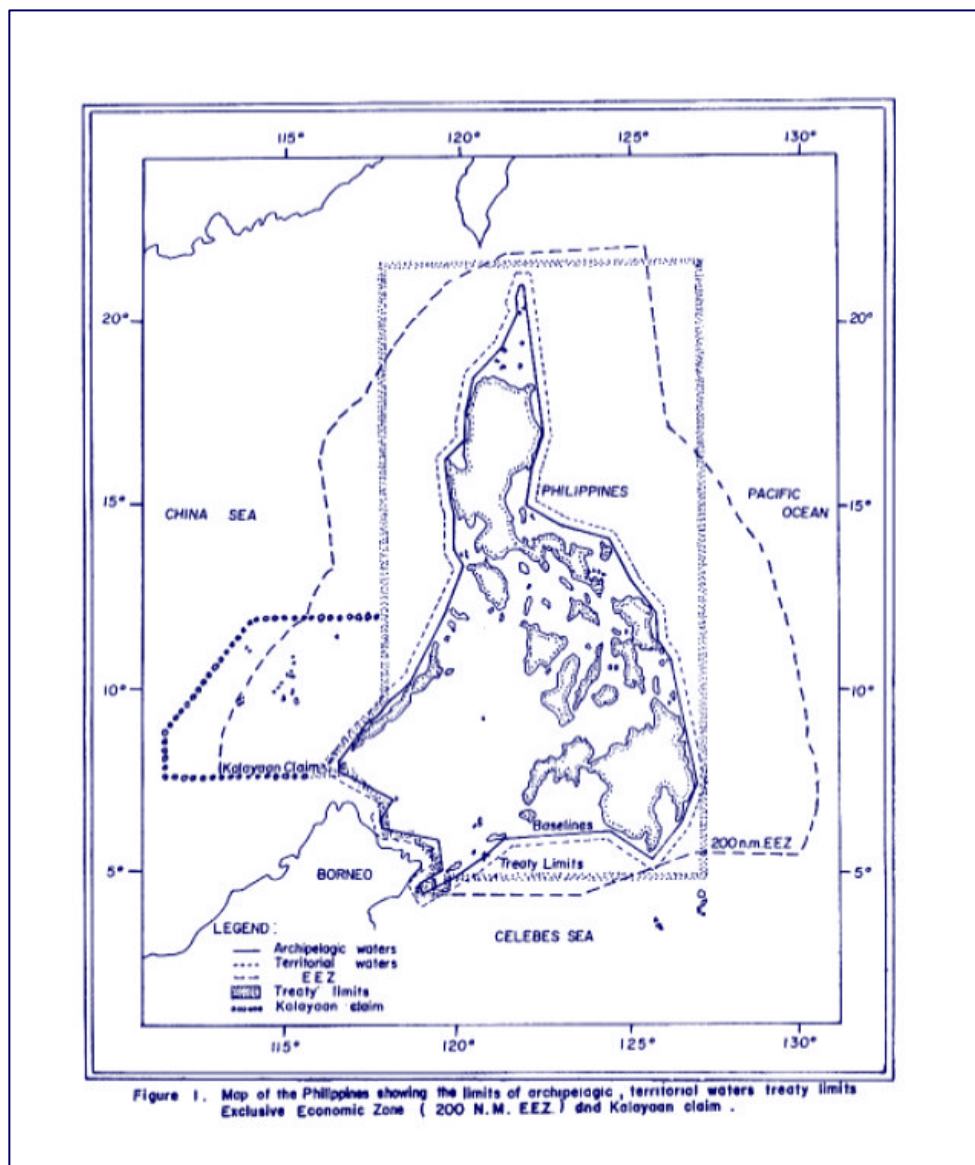 115° 120° 125° 130°
20° 20°
PHILIPPINES
PACIFIC
OCEAN
CHINA SEA
15° 15°
10° 10°
(Kalayaan Claim)
Baselines
200 n.m. EEZ
Treaty Limits
BORNEO
5° 5°
CELEBES SEA
LEGEND:
Archipelagic waters
Territorial waters
EEZ
Treaty limits
Kalayaan claim
115° 120° 125° 130°
Figure 1. Map of the Philippines showing the limits of archipelagic, territorial waters treaty limits
Exclusive Economic Zone ( 200 N.M. EEZ ) and Kalayaan claim .